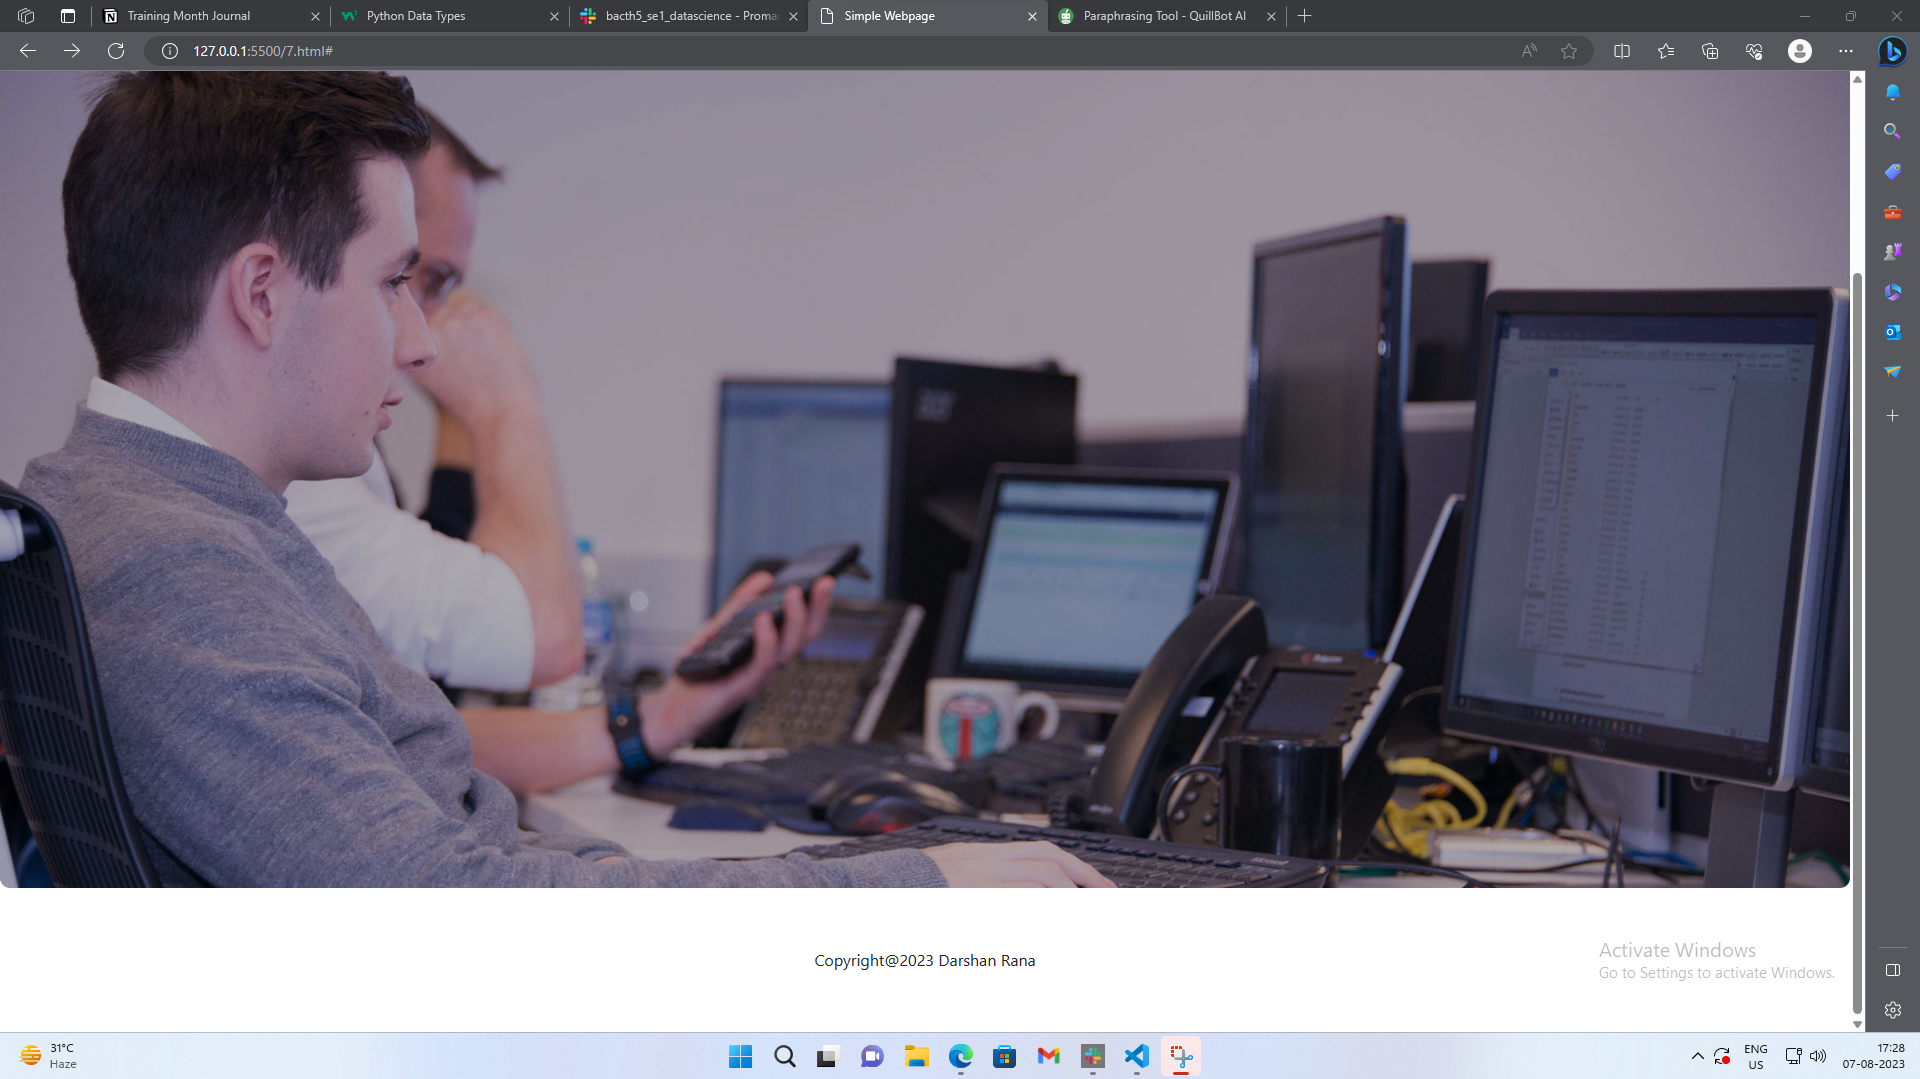 Training Month Journal
Python Data Types
bacth5_se1_datascience - Proma
Simple Webpage
Paraphrasing Tool - QuillBot AI
127.0.0.1:5500/7.html#
Copyright@2023 Darshan Rana
Activate Windows
Go to Settings to activate Windows.
31°C
Haze
ENG
US
17:28
07-08-2023